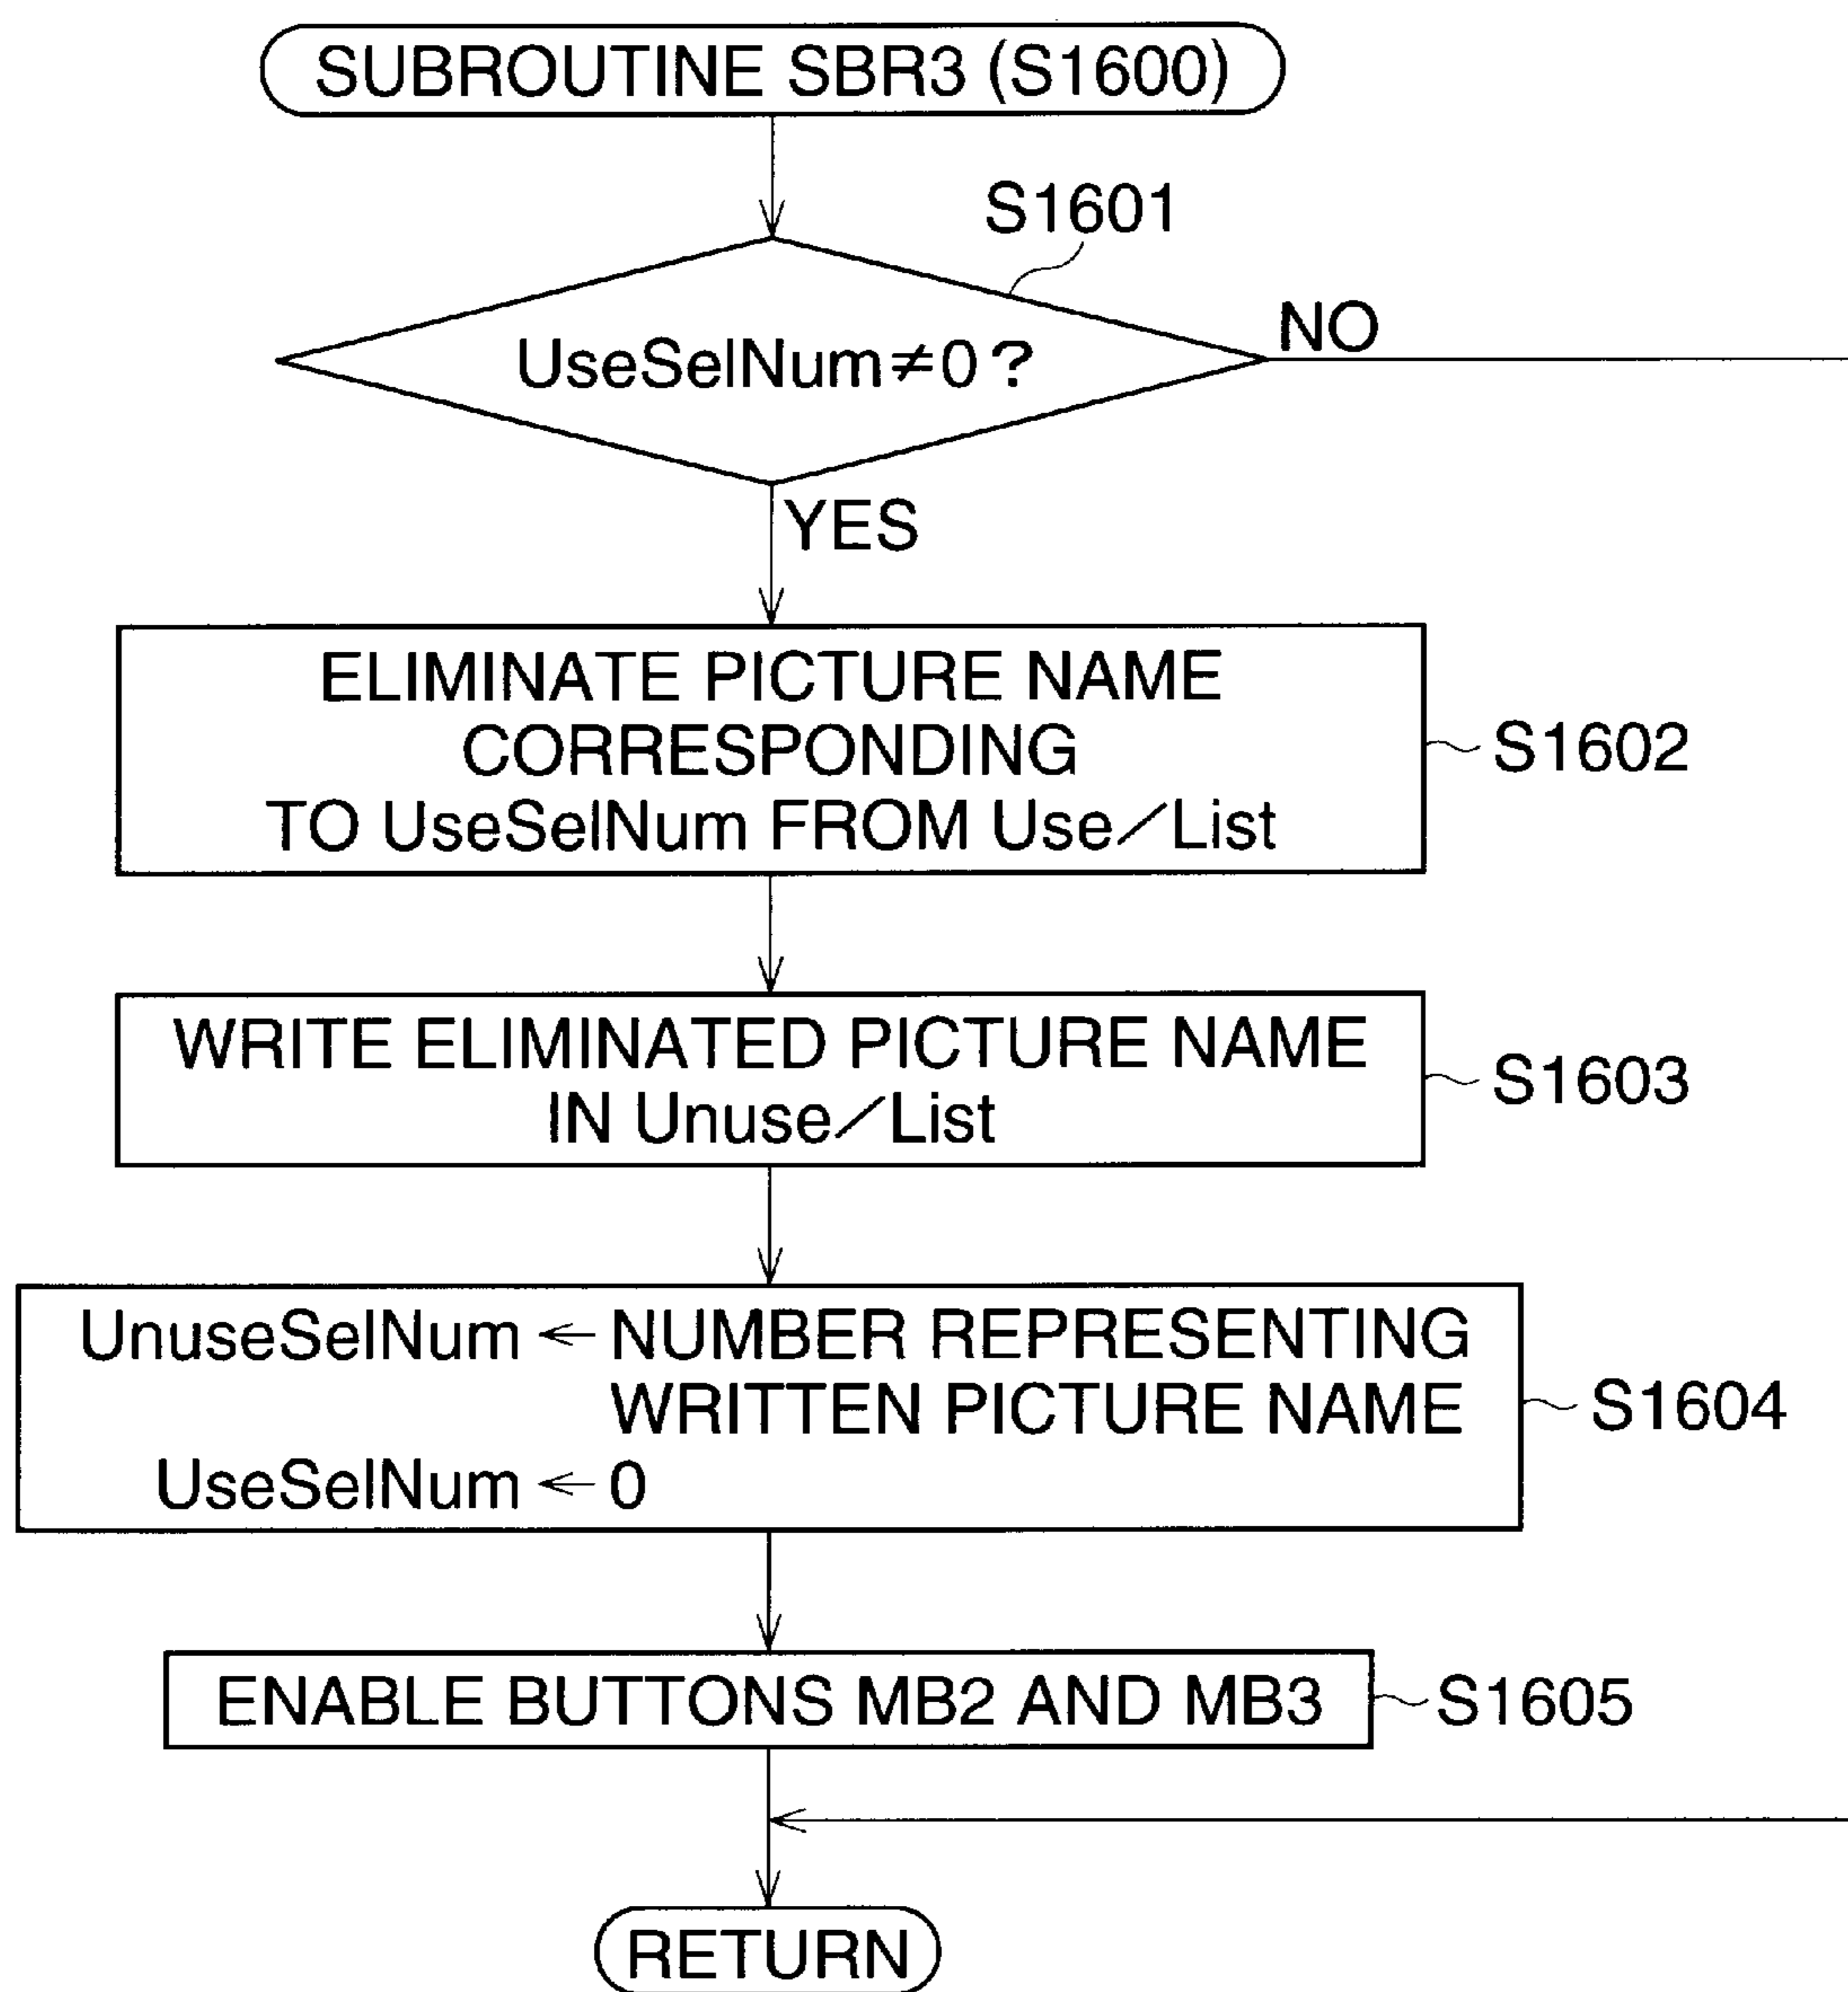 SUBROUTINE SBR3 (S1600)
S1601
UseSelNum≠0?
NO
YES
ELIMINATE PICTURE NAME
CORRESPONDING
TO UseSelNum FROM Use/List
S1602
WRITE ELIMINATED PICTURE NAME
IN Unuse/List
S1603
UnuseSelNum ← NUMBER REPRESENTING
WRITTEN PICTURE NAME
UseSelNum ← 0
S1604
ENABLE BUTTONS MB2 AND MB3
S1605
RETURN